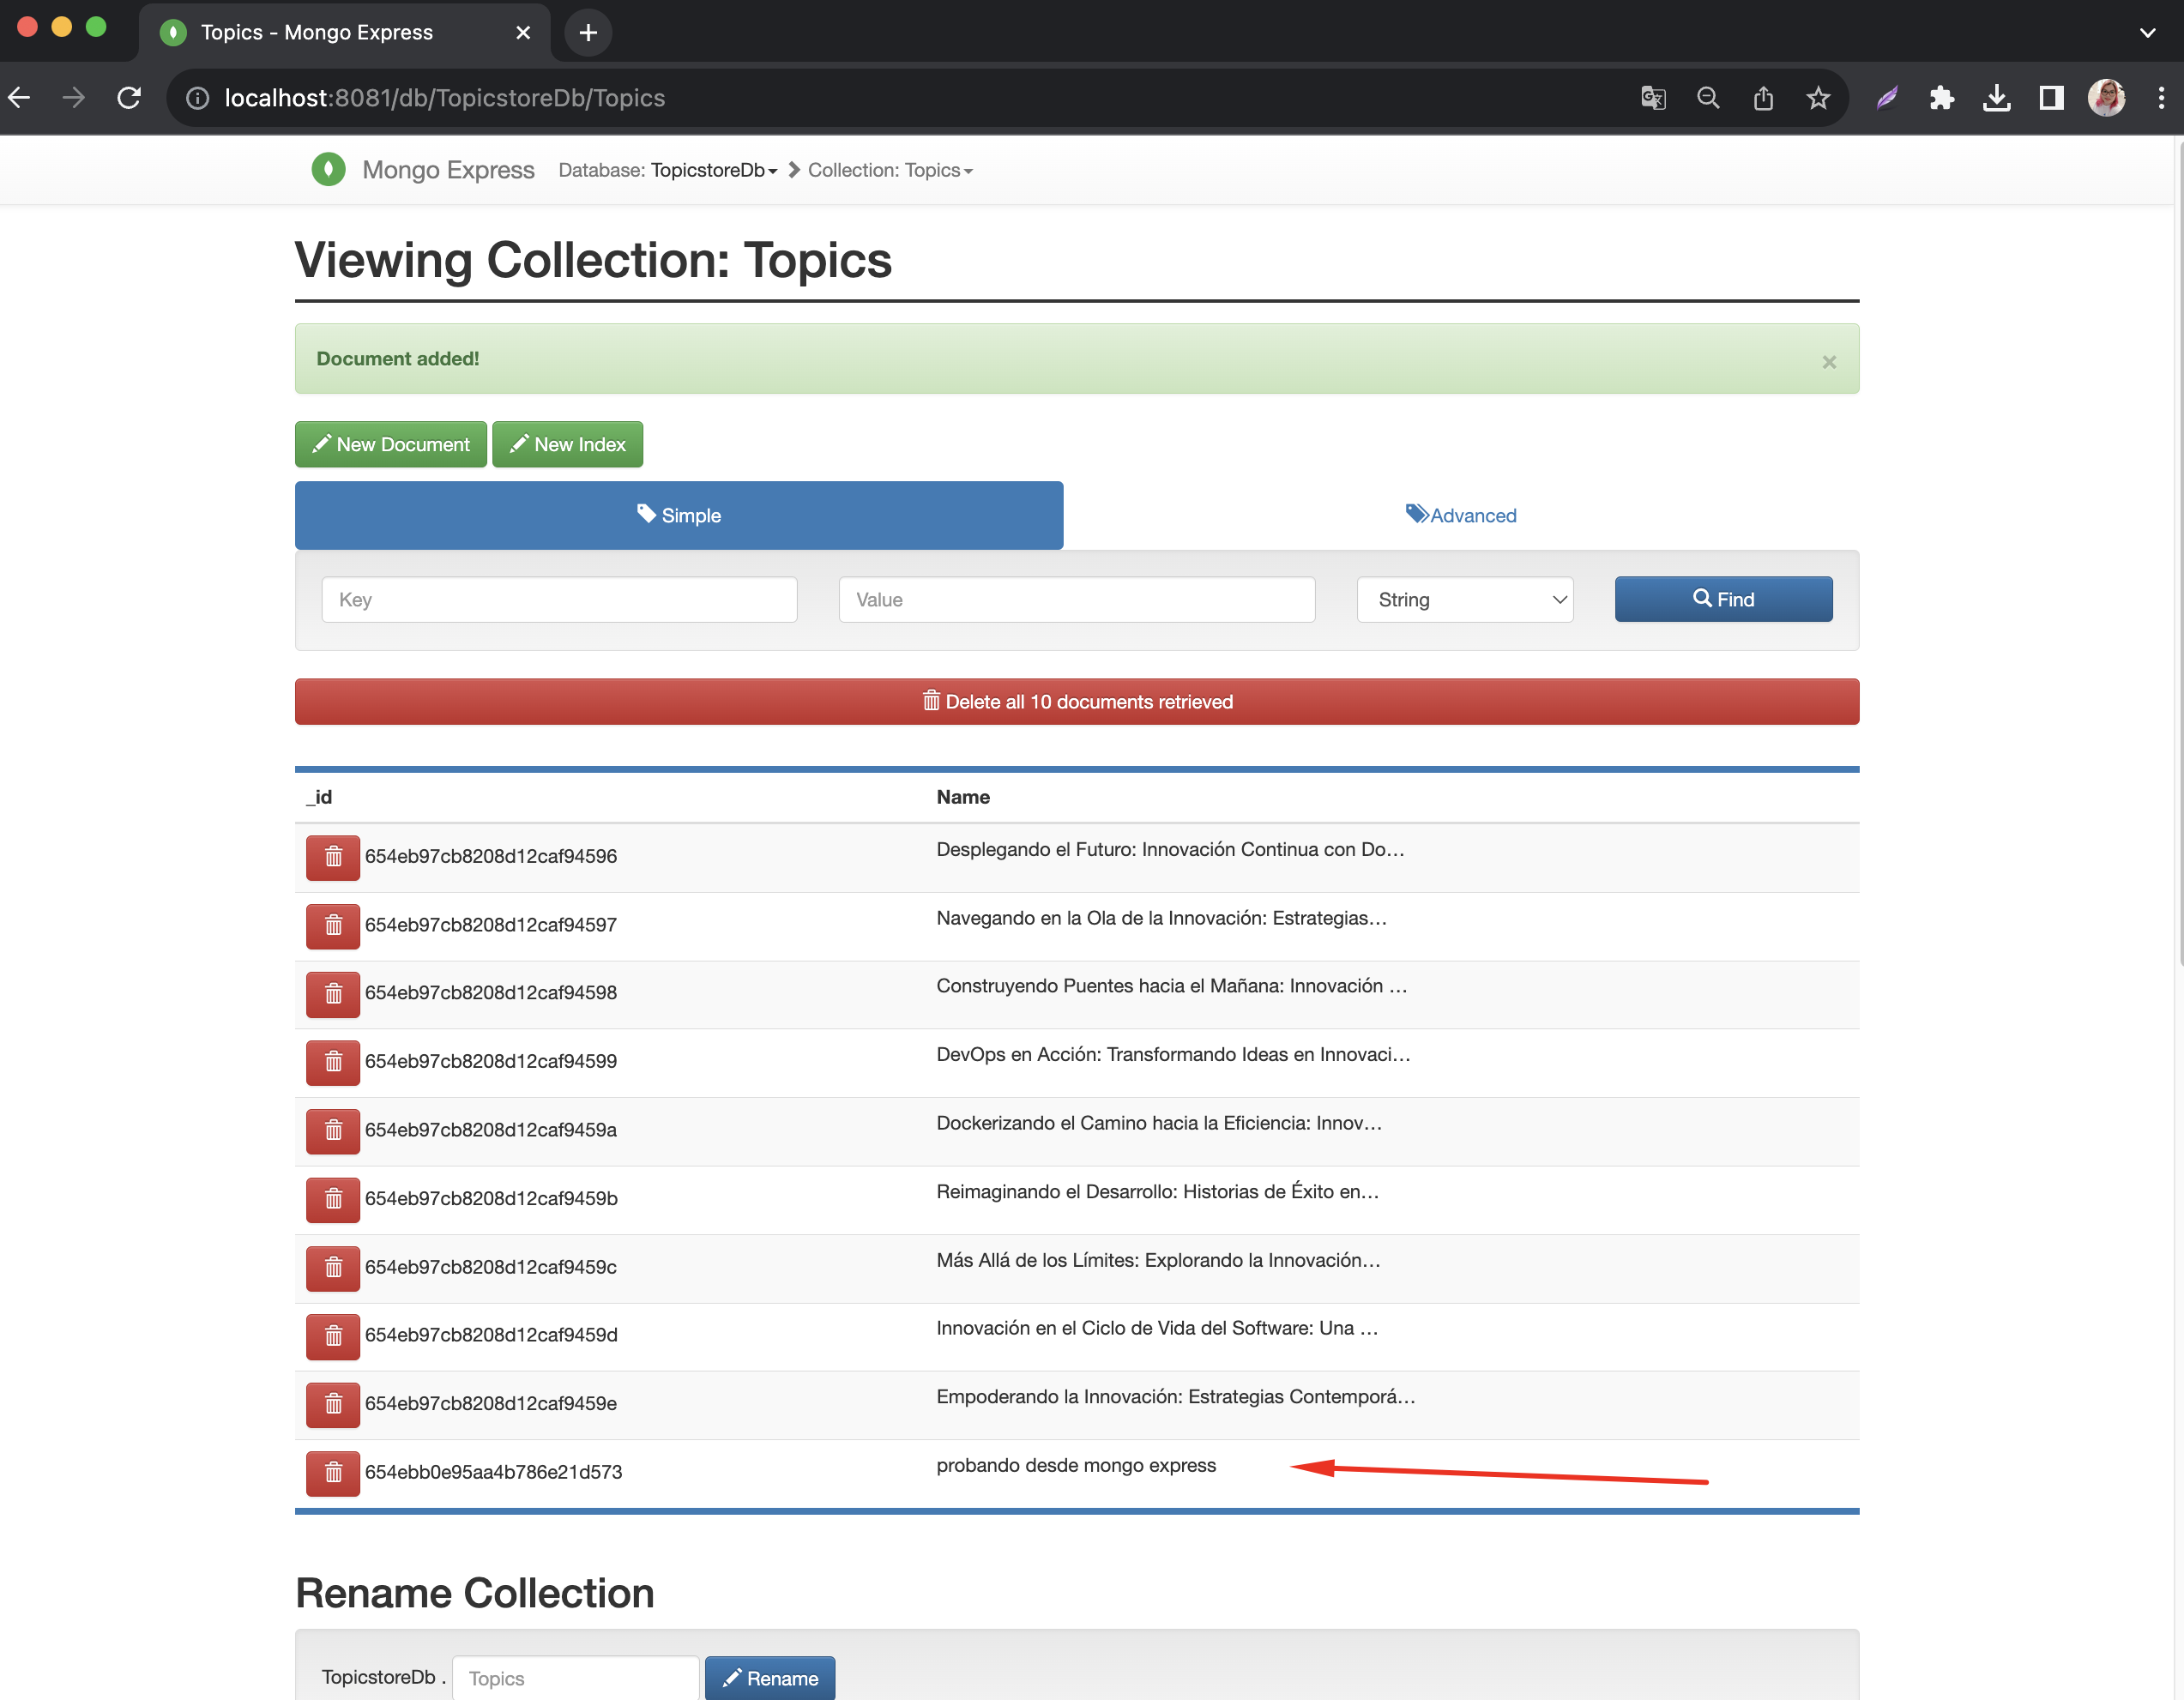 Topics - Mongo Express
localhost:8081/db/TopicstoreDb/Topics
Mongo Express Database: TopicstoreDb Collection: Topics
Viewing Collection: Topics
Document added!
×
New Document New Index
Simple Advanced
Key Value String Find
Delete all 10 documents retrieved
_id Name
654eb97cb8208d12caf94596 Desplegando el Futuro: Innovación Continua con Do...
654eb97cb8208d12caf94597 Navegando en la Ola de la Innovación: Estrategias...
654eb97cb8208d12caf94598 Construyendo Puentes hacia el Mañana: Innovación ...
654eb97cb8208d12caf94599 DevOps en Acción: Transformando Ideas en Innovaci...
654eb97cb8208d12caf9459a Dockerizando el Camino hacia la Eficiencia: Innov...
654eb97cb8208d12caf9459b Reimaginando el Desarrollo: Historias de Éxito en...
654eb97cb8208d12caf9459c Más Allá de los Límites: Explorando la Innovación...
654eb97cb8208d12caf9459d Innovación en el Ciclo de Vida del Software: Una ...
654eb97cb8208d12caf9459e Empoderando la Innovación: Estrategias Contemporá...
654ebb0e95aa4b786e21d573 probando desde mongo express
Rename Collection
TopicstoreDb . Topics Rename